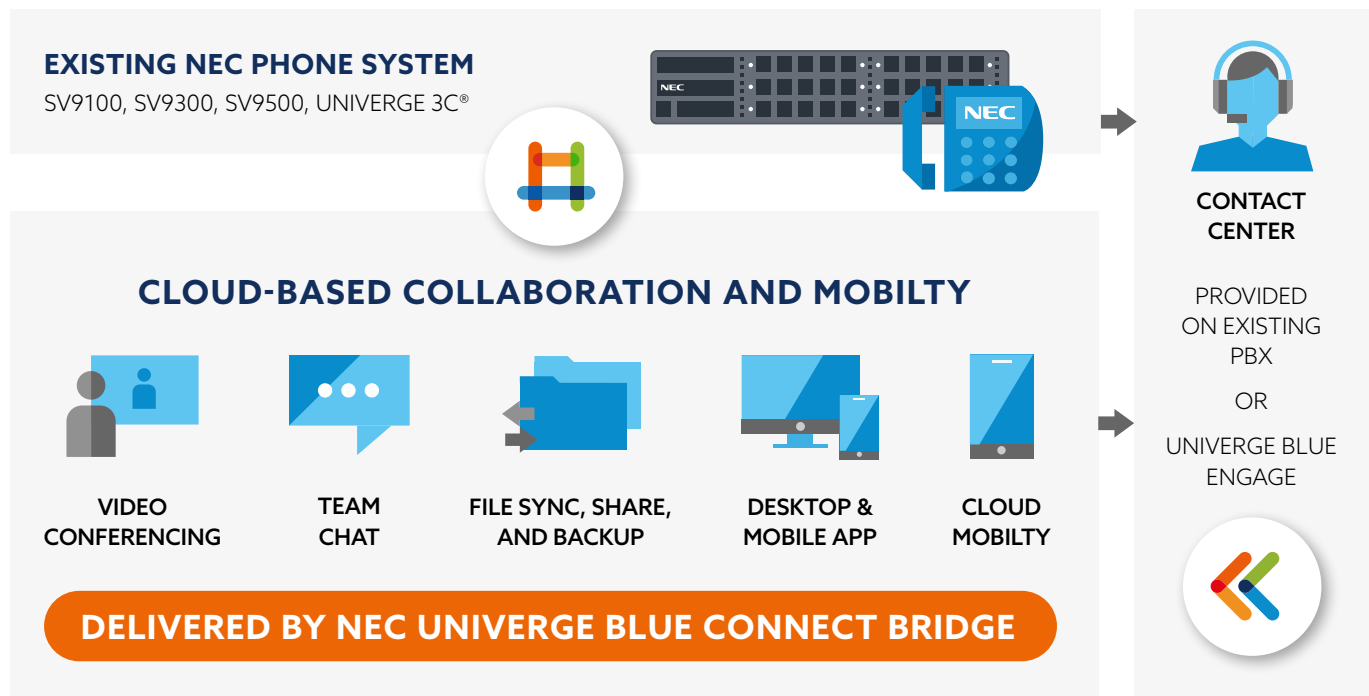 EXISTING NEC PHONE SYSTEM
SV9100, SV9300, SV9500, UNIVERGE 3C®
NEC
NEC
CLOUD-BASED COLLABORATION AND MOBILTY
VIDEO
CONFERENCING
TEAM
CHAT
FILE SYNC, SHARE,
AND BACKUP
DESKTOP &
MOBILE APP
CLOUD
MOBILTY
DELIVERED BY NEC UNIVERGE BLUE CONNECT BRIDGE
CONTACT
CENTER
PROVIDED
ON EXISTING
PBX
OR
UNIVERGE BLUE
ENGAGE